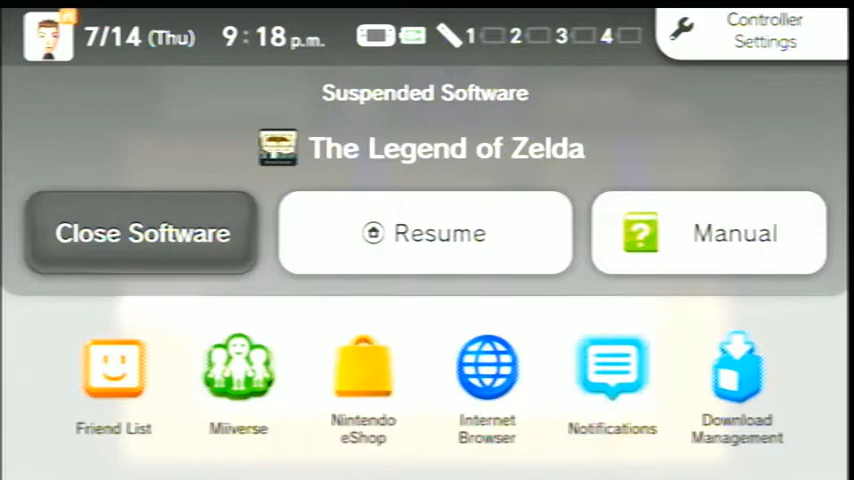 7/14 (Thu) 9:18 p.m. 1 2 3 4
Controller
Settings
Suspended Software
The Legend of Zelda
Close Software
Resume
? Manual
Friend List
Miiverse
Nintendo
eShop
Internet
Browser
Notifications
Download
Management